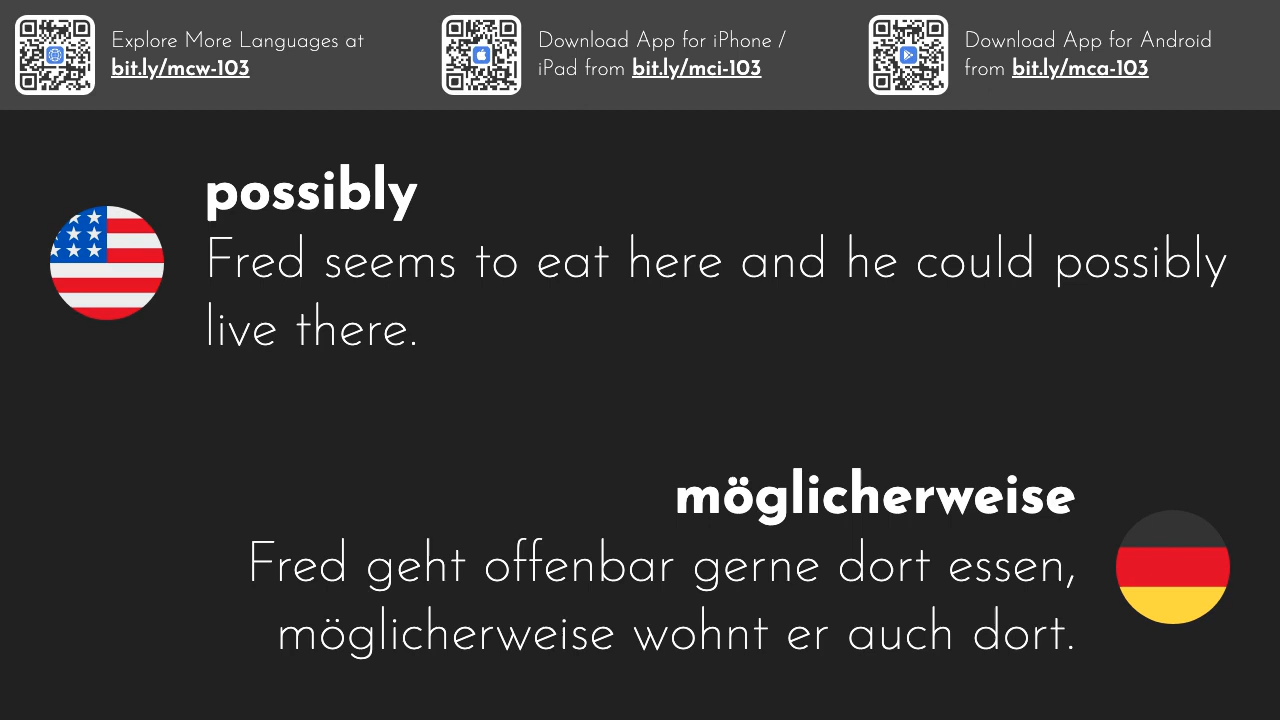 Explore More Languages at
bit.ly/mcw-103
Download App for iPhone /
iPad from bit.ly/mci-103
Download App for Android
from bit.ly/mca-103
possibly
Fred seems to eat here and he could possibly
live there.
möglicherweise
Fred geht offenbar gerne dort essen,
möglicherweise wohnt er auch dort.